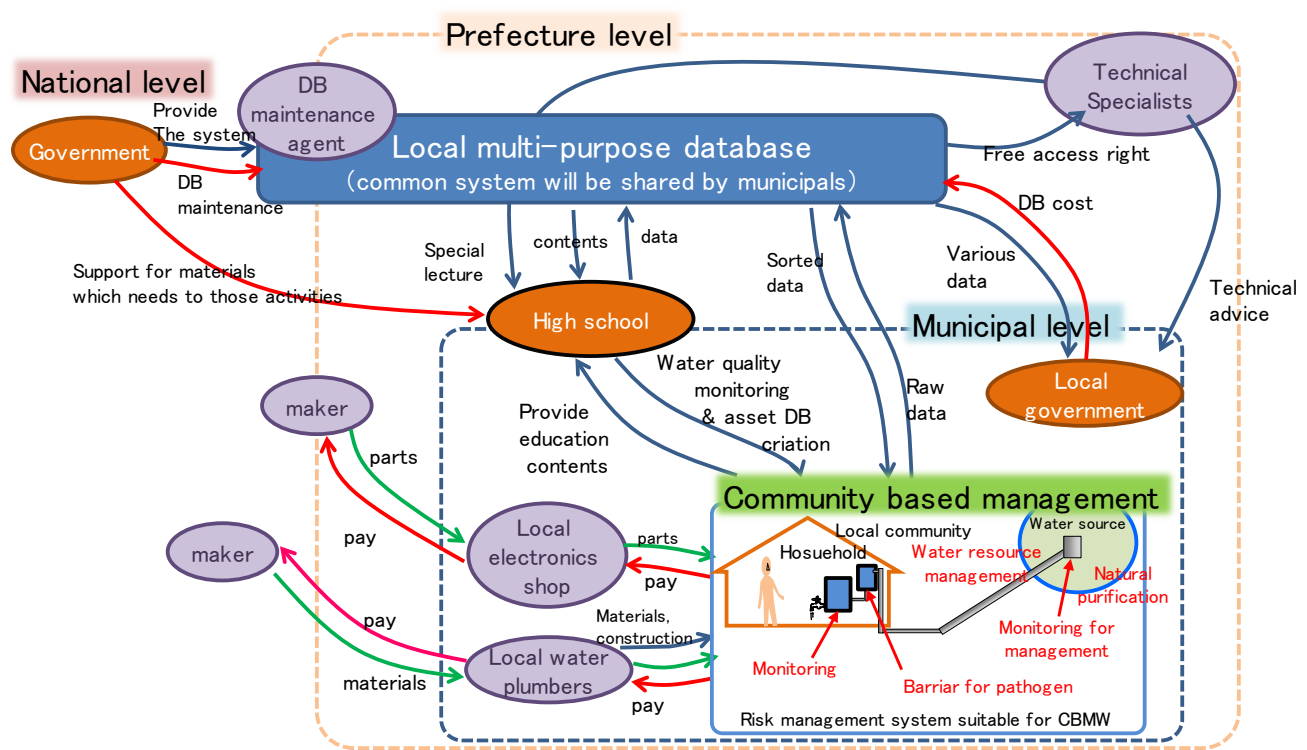 Prefecture level
National level
DB
maintenance
agent
Technical
Specialists
Provide
The system
Government
Local multi-purpose database
(common system will be shared by municipals)
Free access right
DB
maintenance
DB cost
Special
lecture
contents
data
Sorted
data
Various
data
Support for materials
which needs to those activities
Technical
advice
High school
Municipal level
Water quality
monitoring
& asset DB
criation
Raw
data
Local
government
maker
Provide
education
contents
parts
Community based management
Local community
Water source
Local
electronics
shop
parts
pay
pay
Hosuehold
Water resource
management
Natural
purification
maker
Materials,
construction
Monitoring for
management
pay
Local water
plumbers
Monitoring
Barriar for pathogen
materials
pay
Risk management system suitable for CBMW